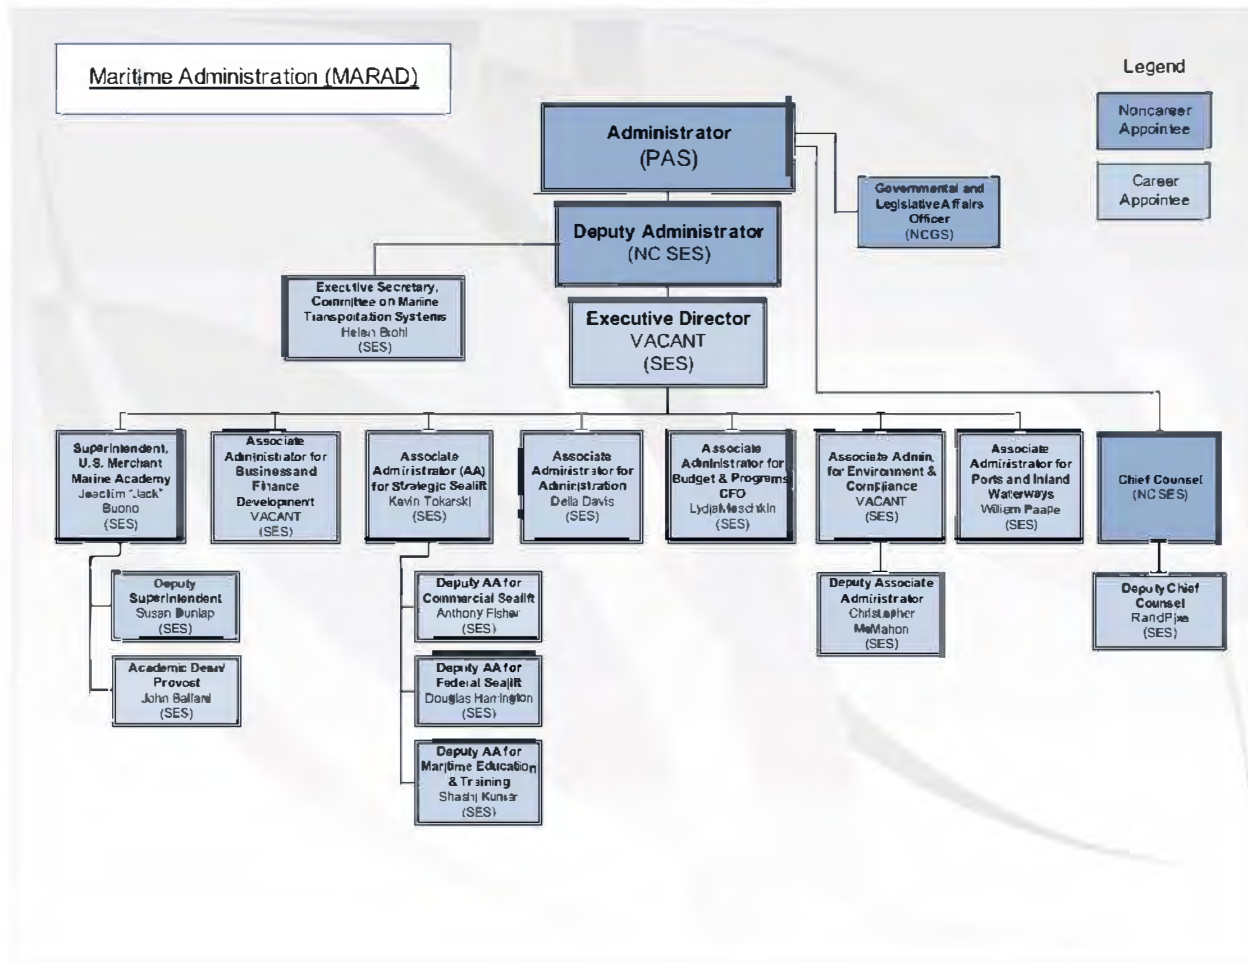 Maritime Administration (MARAD)
Legend
Noncareer
Appointee
Career
Appointee
Administrator
(PAS)
Governmental and
Legislative Affairs
Officer
(NCGS)
Deputy Administrator
(NC SES)
Executive Secretary,
Committee on Marine
Transportation Systems
Helen Brohl
(SES)
Executive Director
VACANT
(SES)
Superintendent,
U.S. Merchant
Marine Academy
Joachim "Jack"
Buono
(SES)
Associate
Administrator for
Business and
Finance
Development
VACANT
(SES)
Associate
Administrator (AA)
for Strategic Sealift
Kevin Tokarski
(SES)
Associate
Administrator for
Administration
Delia Davis
(SES)
Associate
Administrator for
Budget & Programs
CFO
Lydia Moschkin
(SES)
Associate Admin,
for Environment &
Compliance
VACANT
(SES)
Associate
Administrator for
Ports and Inland
Waterways
William Paape
(SES)
Chief Counsel
(NC SES)
Deputy
Superintendent
Susan Dunlap
(SES)
Academic Dean/
Provost
John Ballard
(SES)
Deputy AA for
Commercial Sealift
Anthony Fisher
(SES)
Deputy AA for
Federal Sealift
Douglas Harrington
(SES)
Deputy AA for
Maritime Education
& Training
Shashi Kumar
(SES)
Deputy Associate
Administrator
Christopher
McMahon
(SES)
Deputy Chief
Counsel
(SES)